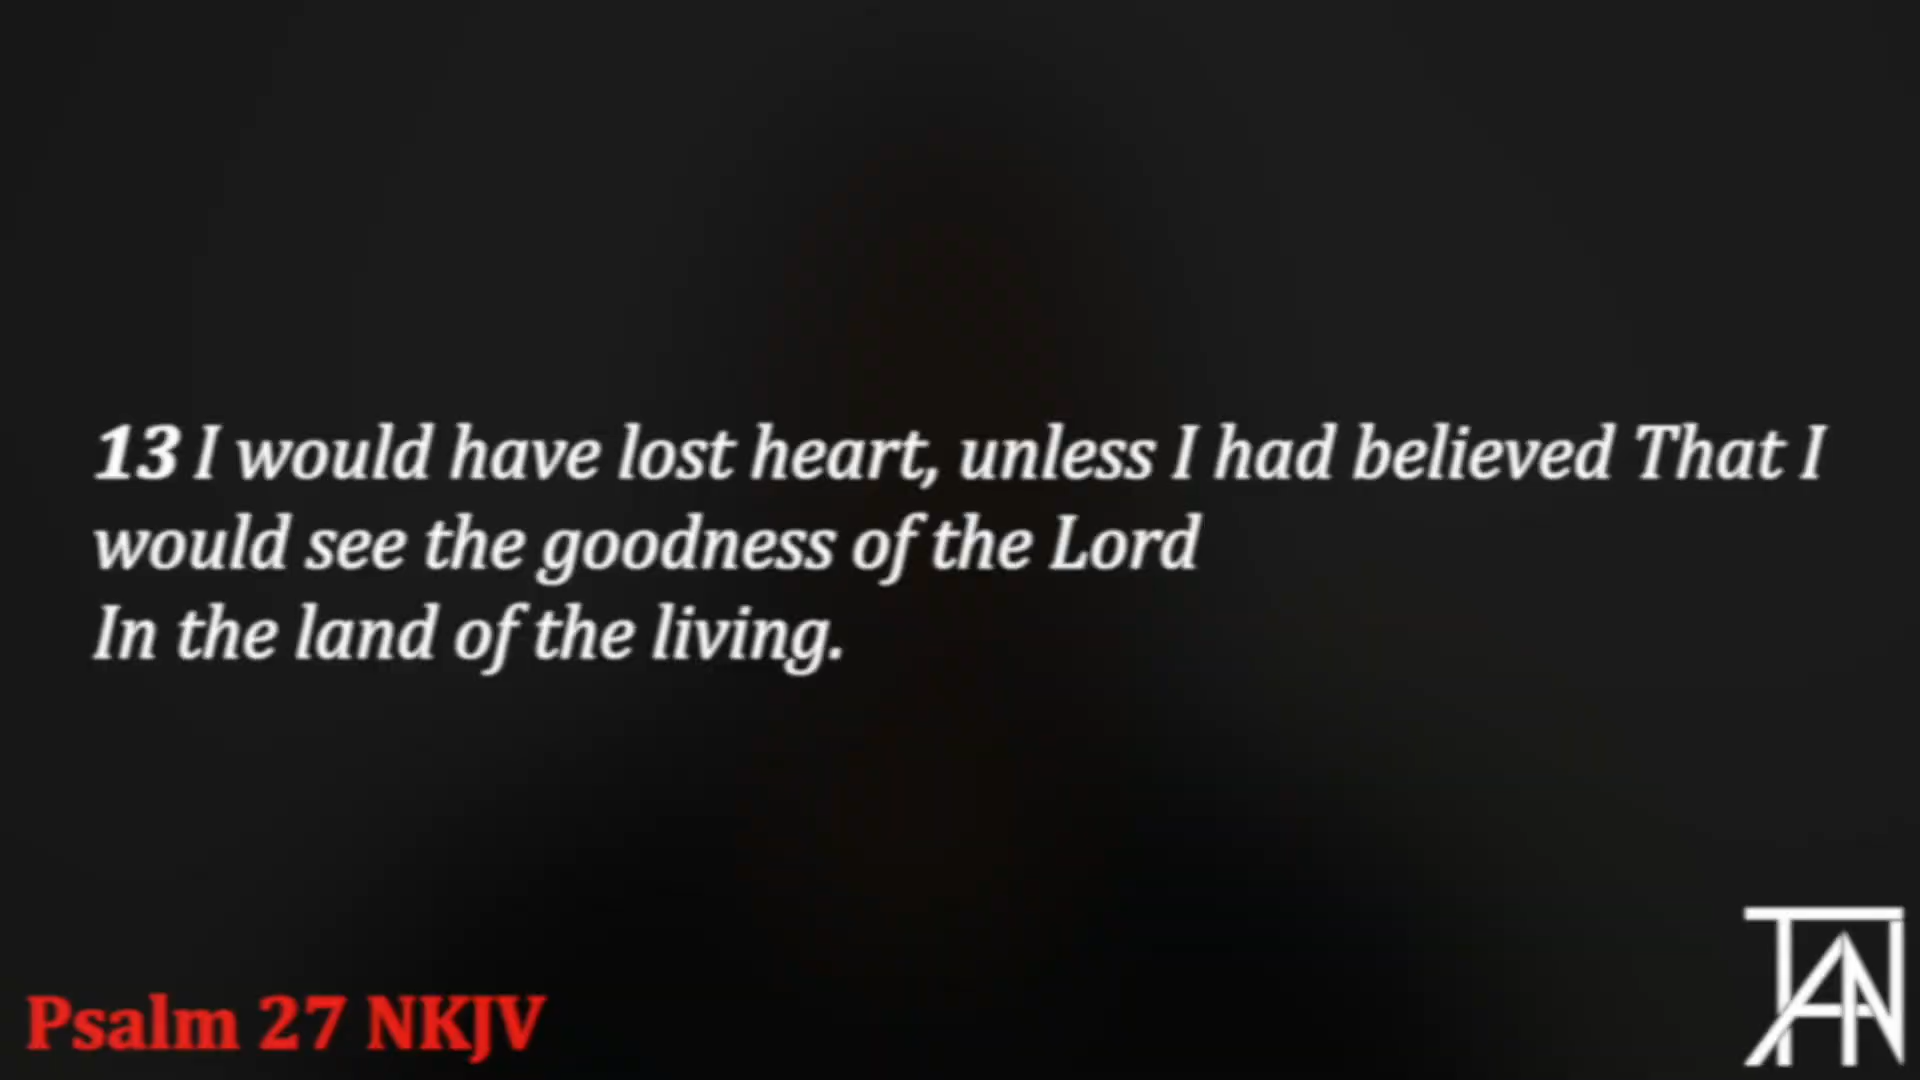 13 I would have lost heart, unless I had believed That I
would see the goodness of the Lord
In the land of the living.
Psalm 27 NKJV
TAN